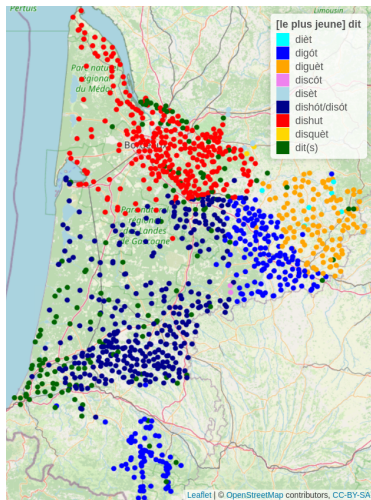 Pertuis
Limousin
[le plus jeune] dit
dièt
digót
diguèt
discót
disèt
dishót/disót
dishut
disquèt
dit(s)
Parc naturel
régional
du Médoc
Bordeaux
Parc naturel
régional
des Landes
de Gascogne
Leaflet | © OpenStreetMap contributors, CC-BY-SA